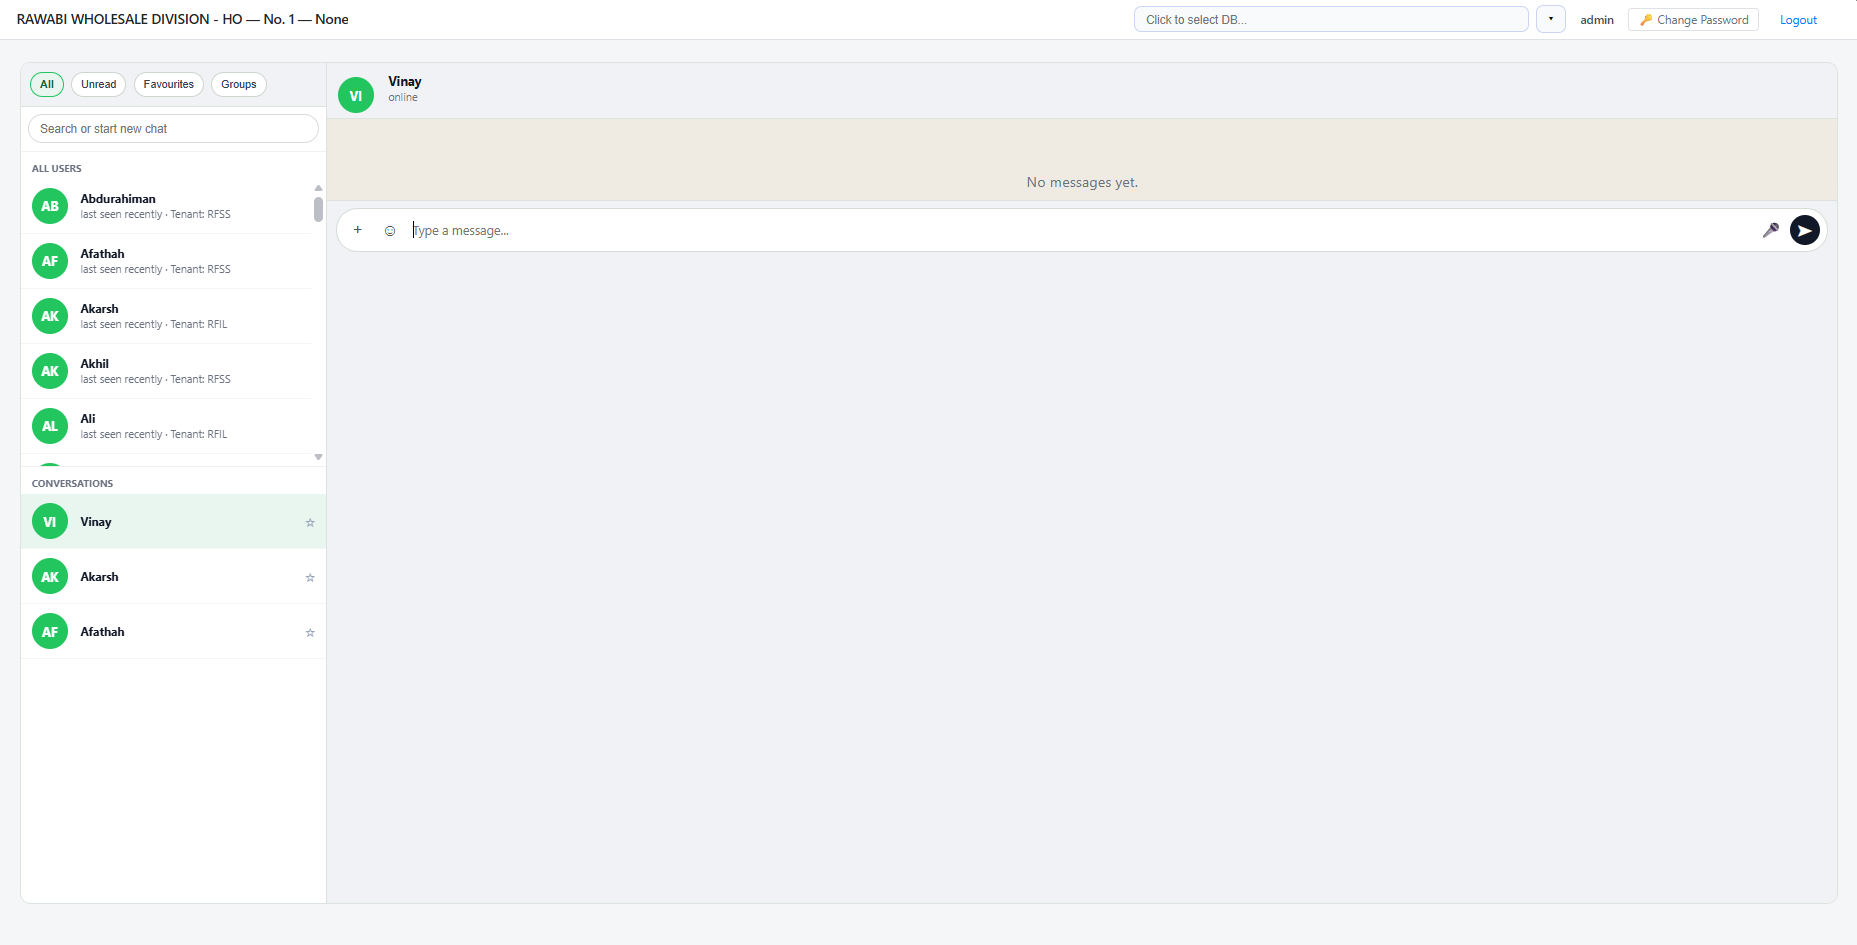 RAWABI WHOLESALE DIVISION - HO — No. 1 — None
Click to select DB...
admin
Change Password
Logout
All
Unread
Favourites
Groups
Search or start new chat
ALL USERS
AB
Abdurahiman
last seen recently · Tenant: RFSS
AF
Afathah
last seen recently · Tenant: RFSS
AK
Akarsh
last seen recently · Tenant: RFIL
AK
Akhil
last seen recently · Tenant: RFSS
AL
Ali
last seen recently · Tenant: RFIL
CONVERSATIONS
VI
Vinay
AK
Akarsh
AF
Afathah
VI
Vinay
online
No messages yet.
Type a message...